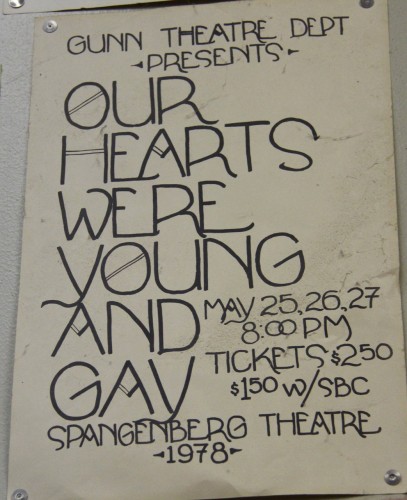 GUNN THEATRE DEPT
PRESENTS
OUR
HEARTS
WERE
YOUNG
AND
GAY
MAY 25, 26, 27
8:00 PM
TICKETS $2.50
$1.50 W/SBC
SPANGENBERG THEATRE
1978